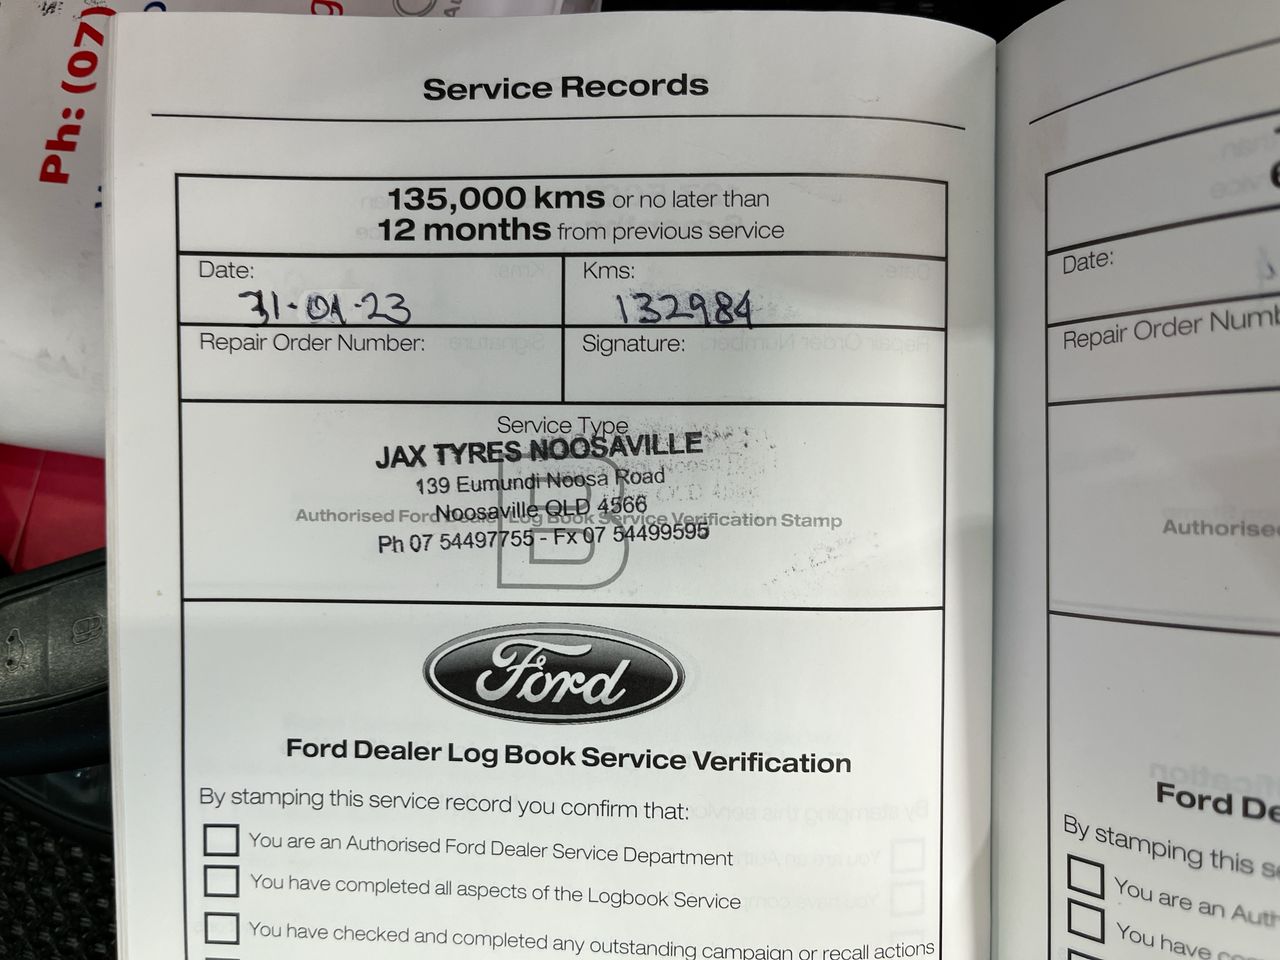 Ph: (07)
Service Records
135,000 kms or no later than
12 months from previous service
Date:
31-01-23
Kms:
132984
Repair Order Number:
Signature:
Service Type
B
JAX TYRES NOOSAVILLE
139 Eumundi Noosa Road
Noosaville QLD 4566
Authorised Ford Dealer Log Book Service Verification Stamp
Ph 07 54497755 - Fx 07 54499595
Ford
Ford Dealer Log Book Service Verification
By stamping this service record you confirm that:
You are an Authorised Ford Dealer Service Department
You have completed all aspects of the Logbook Service
You have checked and completed any outstanding campaign or recall actions
Date:
Repair Order Numb
Authorise
Ford De
By stamping this se
You are an Auth
You have co